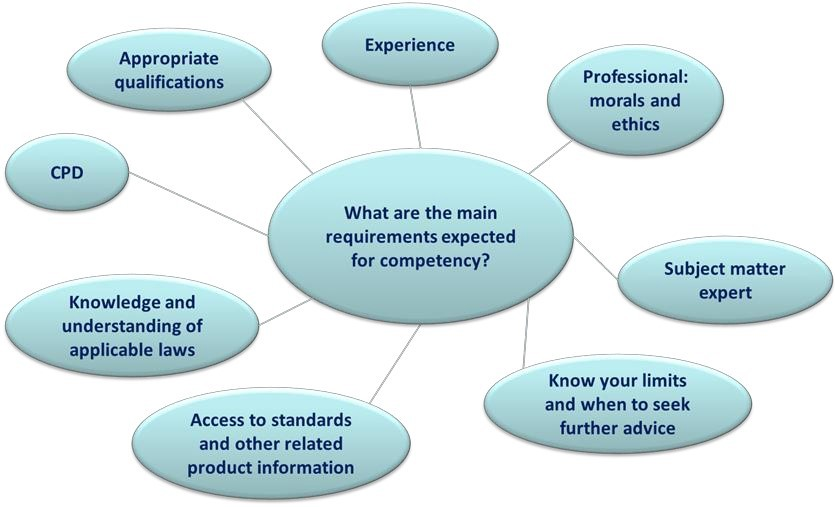 Experience
Appropriate
qualifications
Professional:
morals and
ethics
CPD
What are the main
requirements expected
for competency?
Subject matter
expert
Knowledge and
understanding of
applicable laws
Know your limits
and when to seek
further advice
Access to standards
and other related
product information